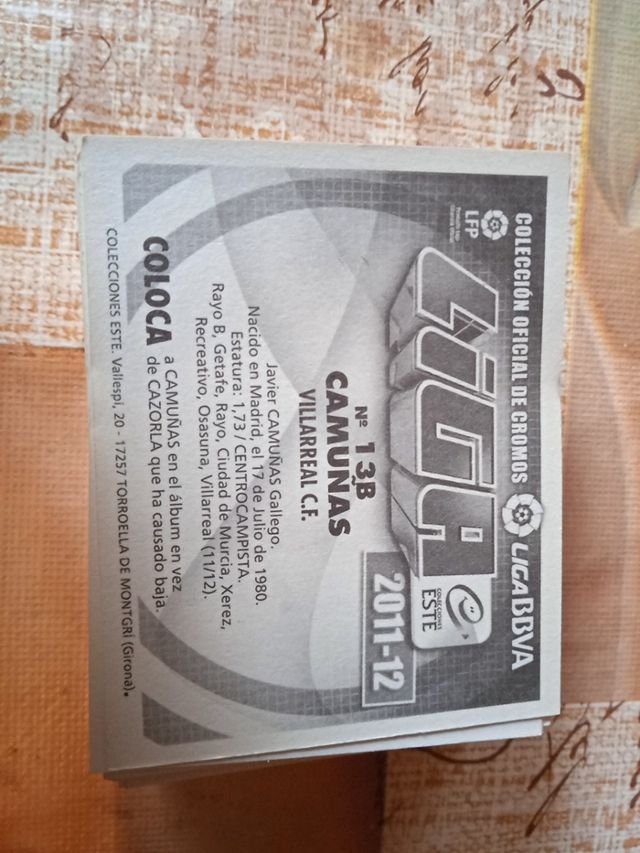 COLECCIÓN OFICIAL DE CROMOS LIGA BBVA
LFP
LIGA
COLECCIONES
ESTE
2011-12
Nº 13B
CAMUÑAS
VILLARREAL C.F.
Javier CAMUÑAS Gallego.
Nacido en Madrid, el 17 de Julio de 1980.
Estatura: 1,73 / CENTROCAMPISTA.
Rayo B, Getafe, Rayo, Ciudad de Murcia, Xerez,
Recreativo, Osasuna, Villarreal (11/12).
COLOCA a CAMUÑAS en el álbum en vez
de CAZORLA que ha causado baja.
COLECCIONES ESTE. Vallespí, 20 - 17257 TORROELLA DE MONTGRÍ (Girona).